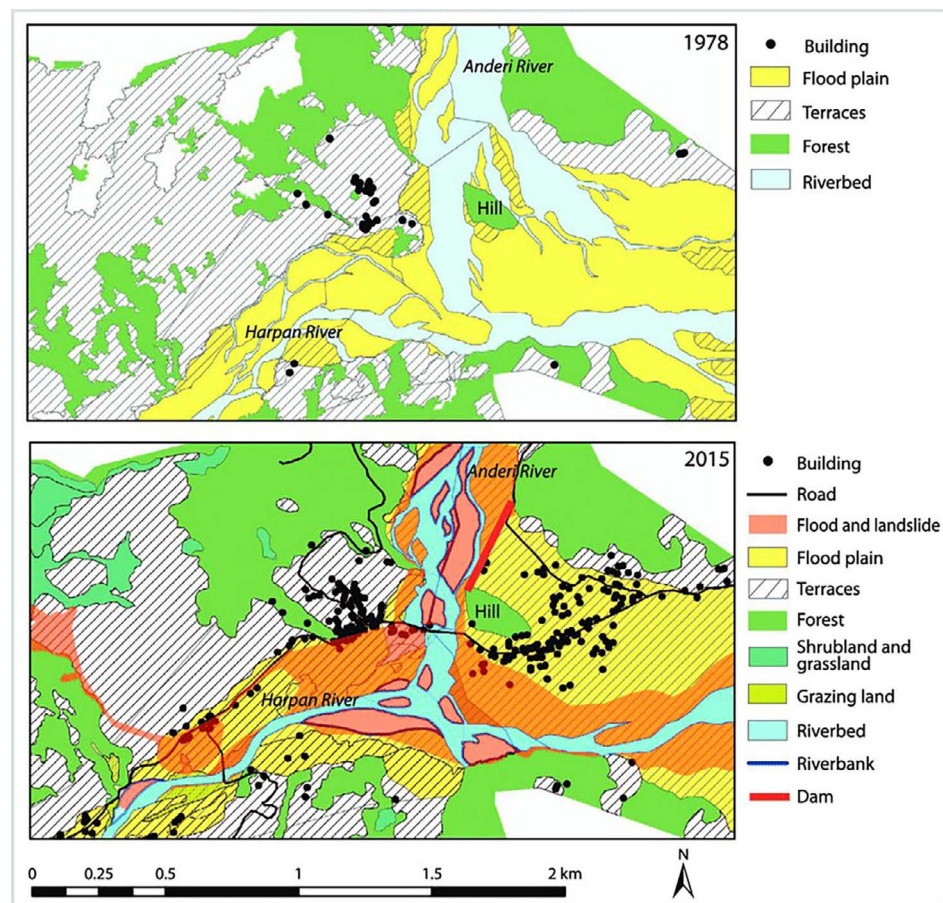 1978
Anderi River
Hill
Harpan River
Building
Flood plain
Terraces
Forest
Riverbed
2015
Anderi River
Hill
Harpan River
Building
Road
Flood and landslide
Flood plain
Terraces
Forest
Shrubland and
grassland
Grazing land
Riverbed
Riverbank
Dam
0 0.25 0.5 1 1.5 2 km
N